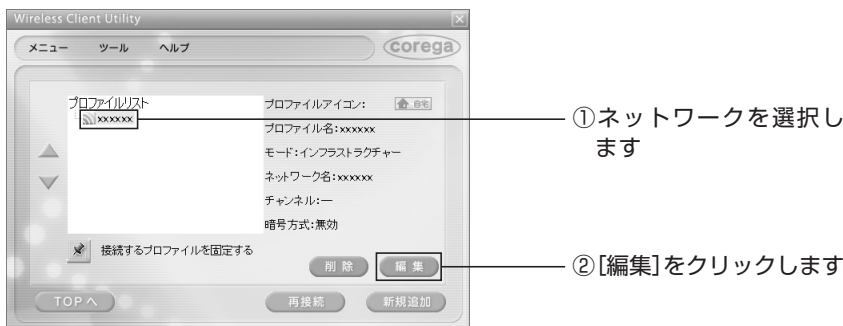 Wireless Client Utility
メニュー ツール ヘルプ corega
プロファイルリスト
xxxxxx
プロファイルアイコン: 自宅
プロファイル名:xxxxxx
モード:インフラストラクチャー
ネットワーク名:xxxxxx
チャンネル:—
暗号方式:無効
接続するプロファイルを固定する
削除 編集
TOPへ 再接続 新規追加
①ネットワークを選択し
ます
②[編集]をクリックします